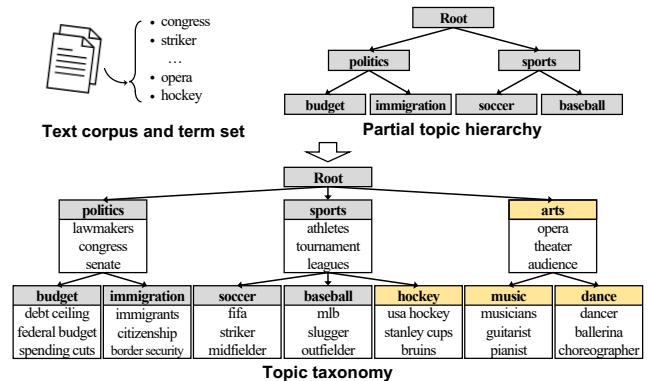 • congress
• striker
...
• opera
• hockey
Text corpus and term set
Root
politics sports
budget immigration soccer baseball
Partial topic hierarchy
Root
politics
lawmakers
congress
senate
sports
athletes
tournament
leagues
arts
opera
theater
audience
budget
debt ceiling
federal budget
spending cuts
immigration
immigrants
citizenship
border security
soccer
fifa
striker
midfielder
baseball
mlb
slugger
outfielder
hockey
usa hockey
stanley cups
bruins
music
musicians
guitarist
pianist
dance
dancer
ballerina
choreographer
Topic taxonomy